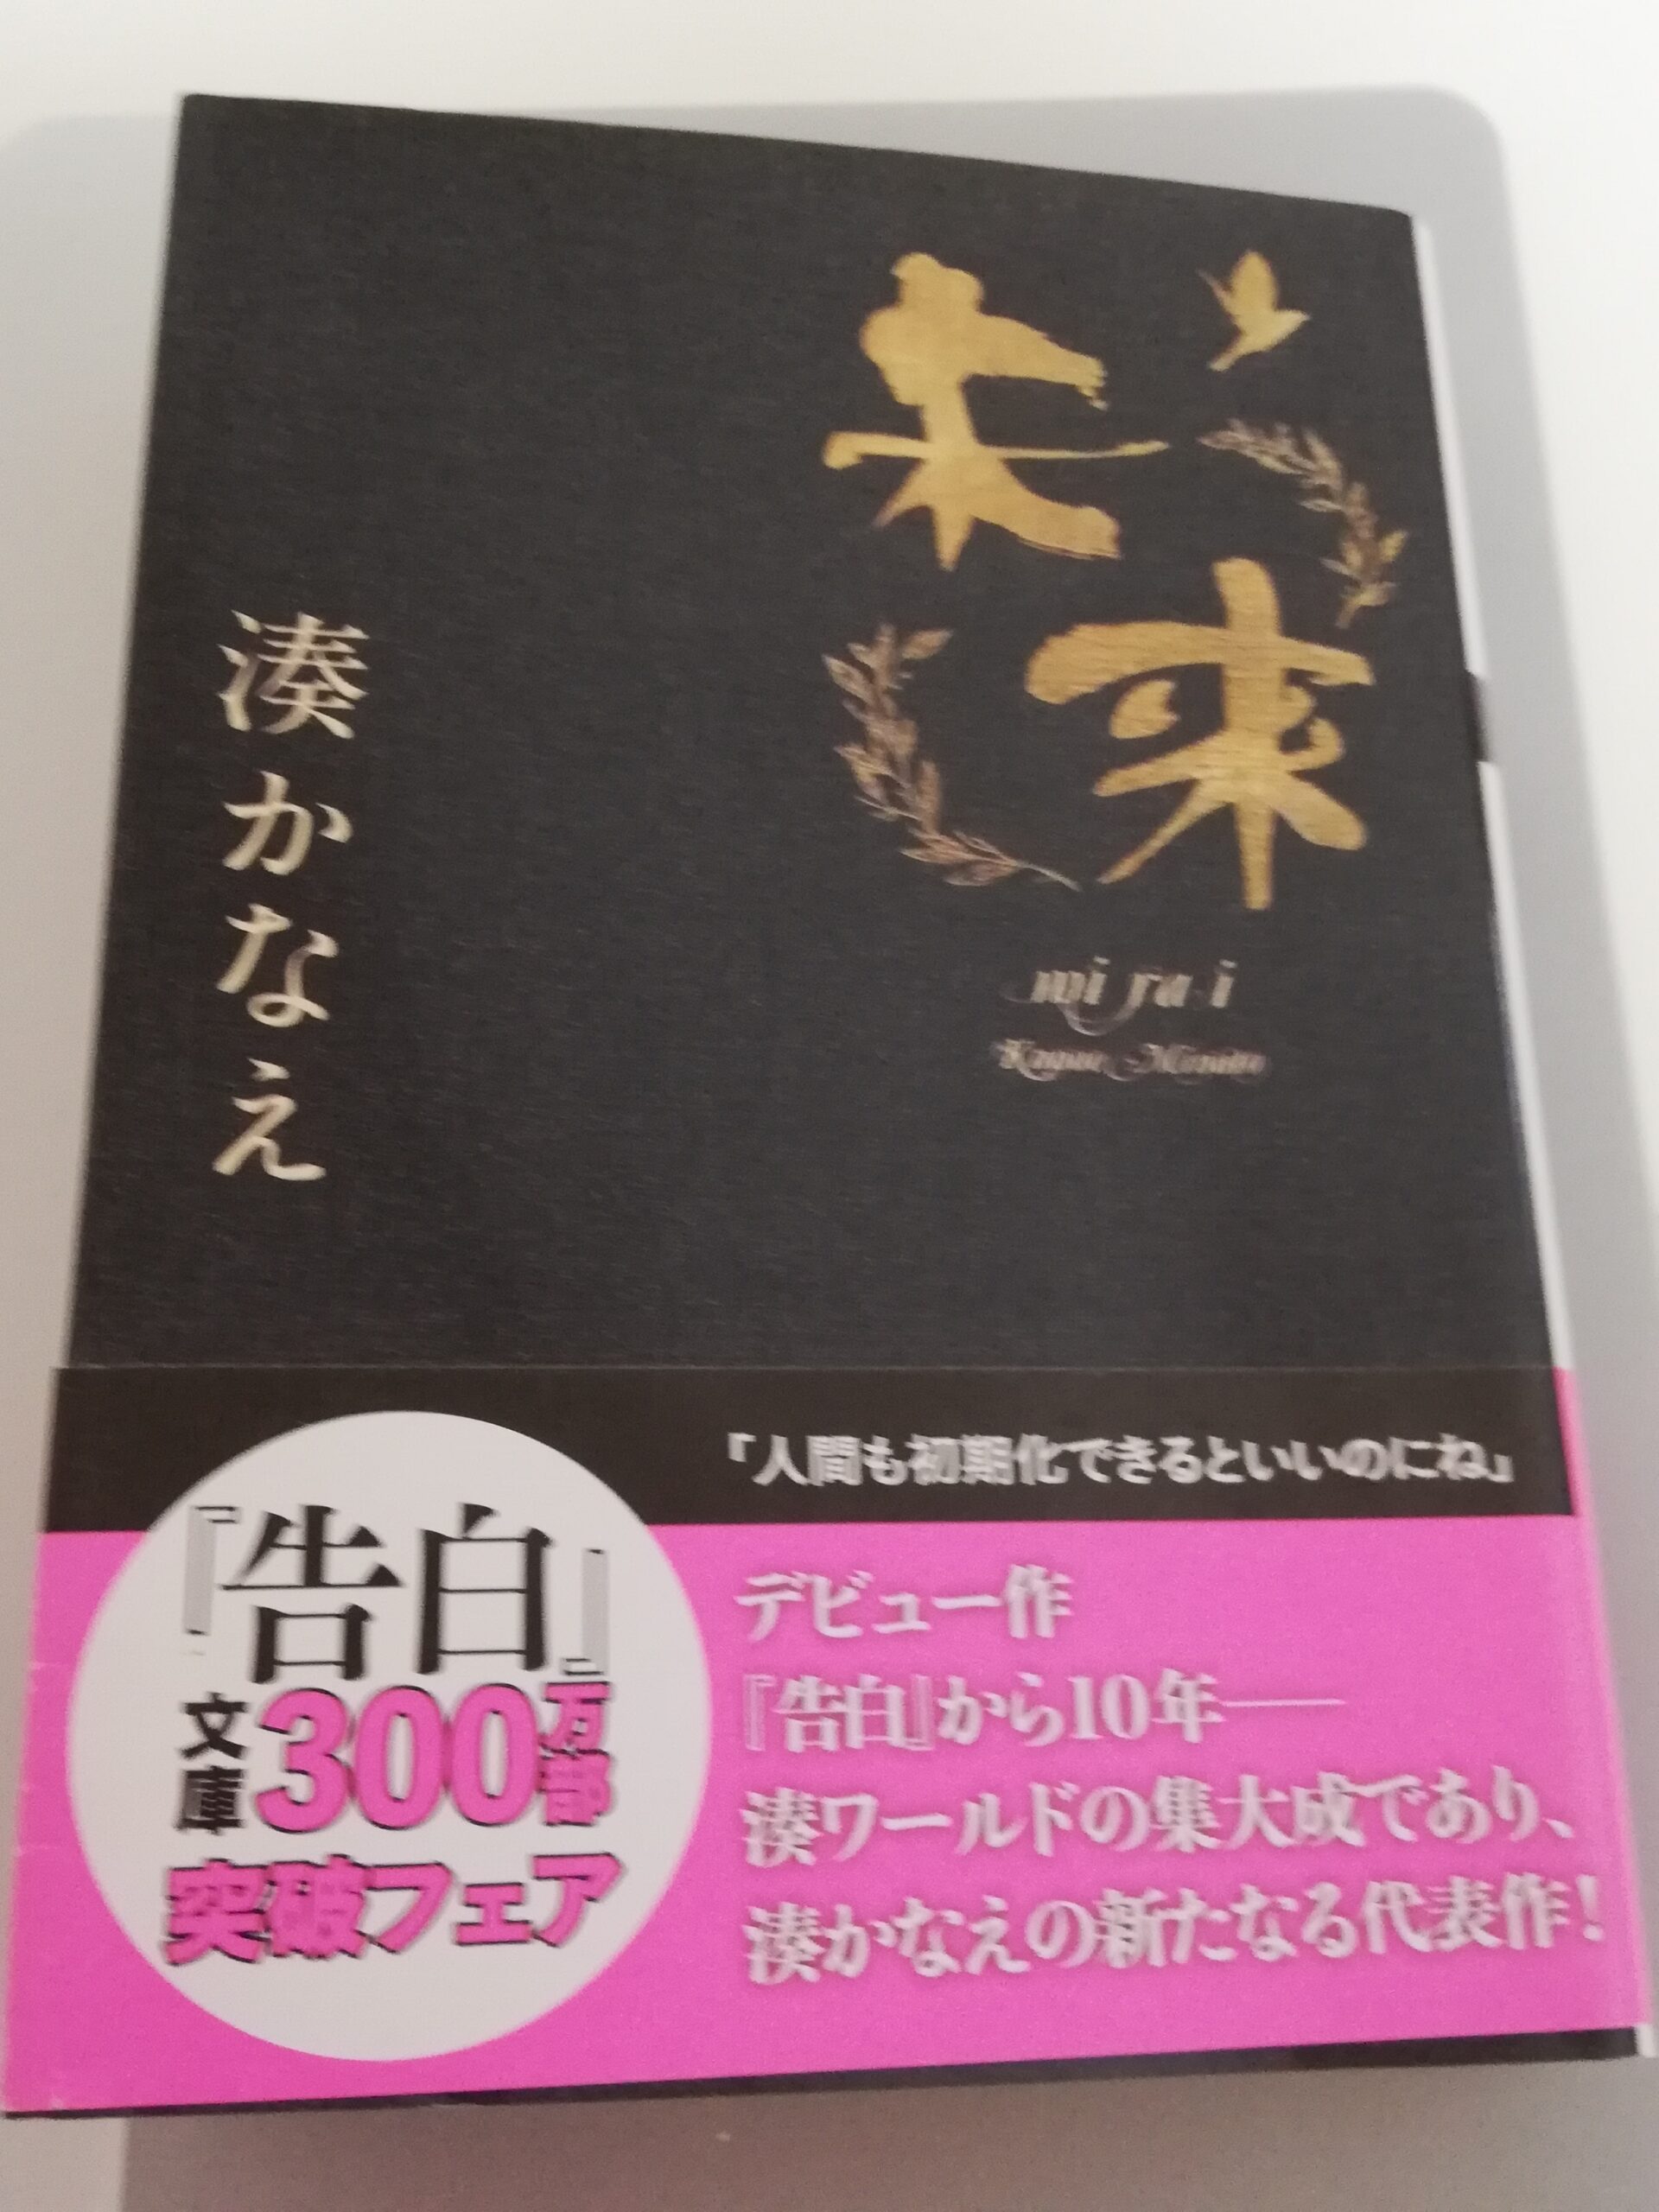 未来
mirai
Kanae Minato
湊かなえ
「人間も初期化できるといいのにね」
『告白』
文庫300万部
突破フェア
デビュー作
『告白』から10年――
湊ワールドの集大成であり、
湊かなえの新たなる代表作!